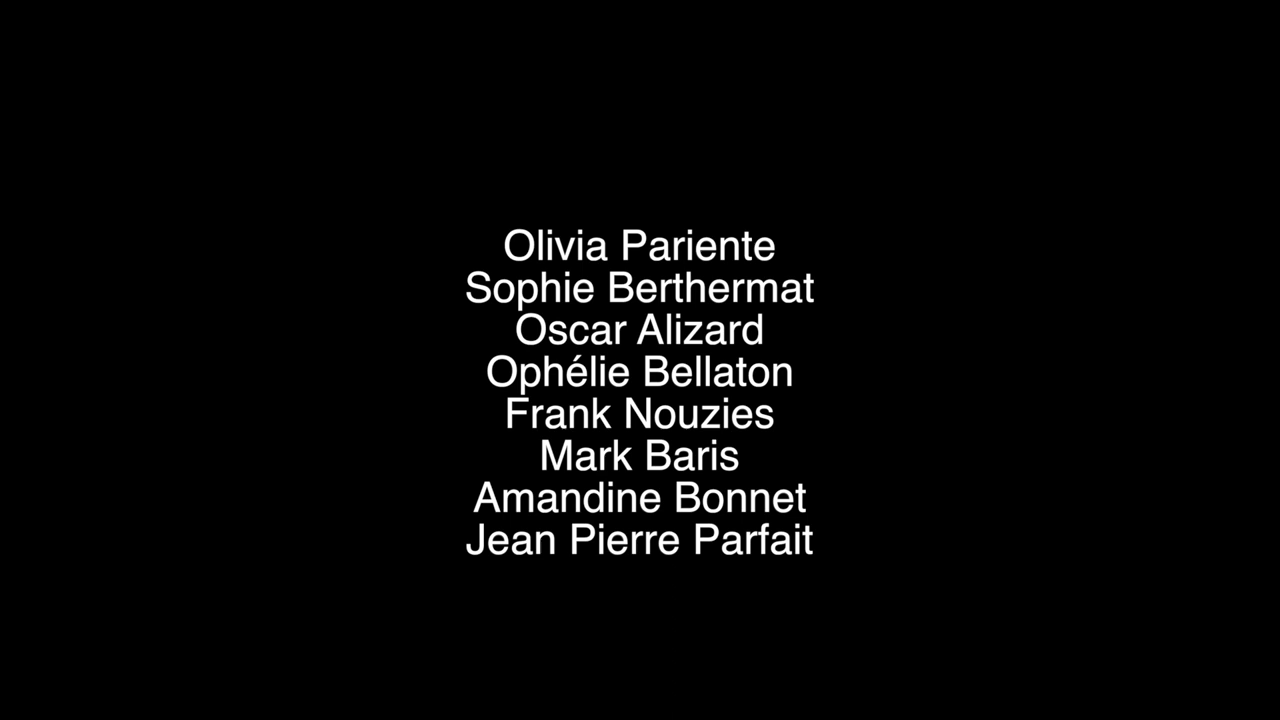 Olivia Pariente
Sophie Berthermat
Oscar Alizard
Ophélie Bellaton
Frank Nouzies
Mark Baris
Amandine Bonnet
Jean Pierre Parfait